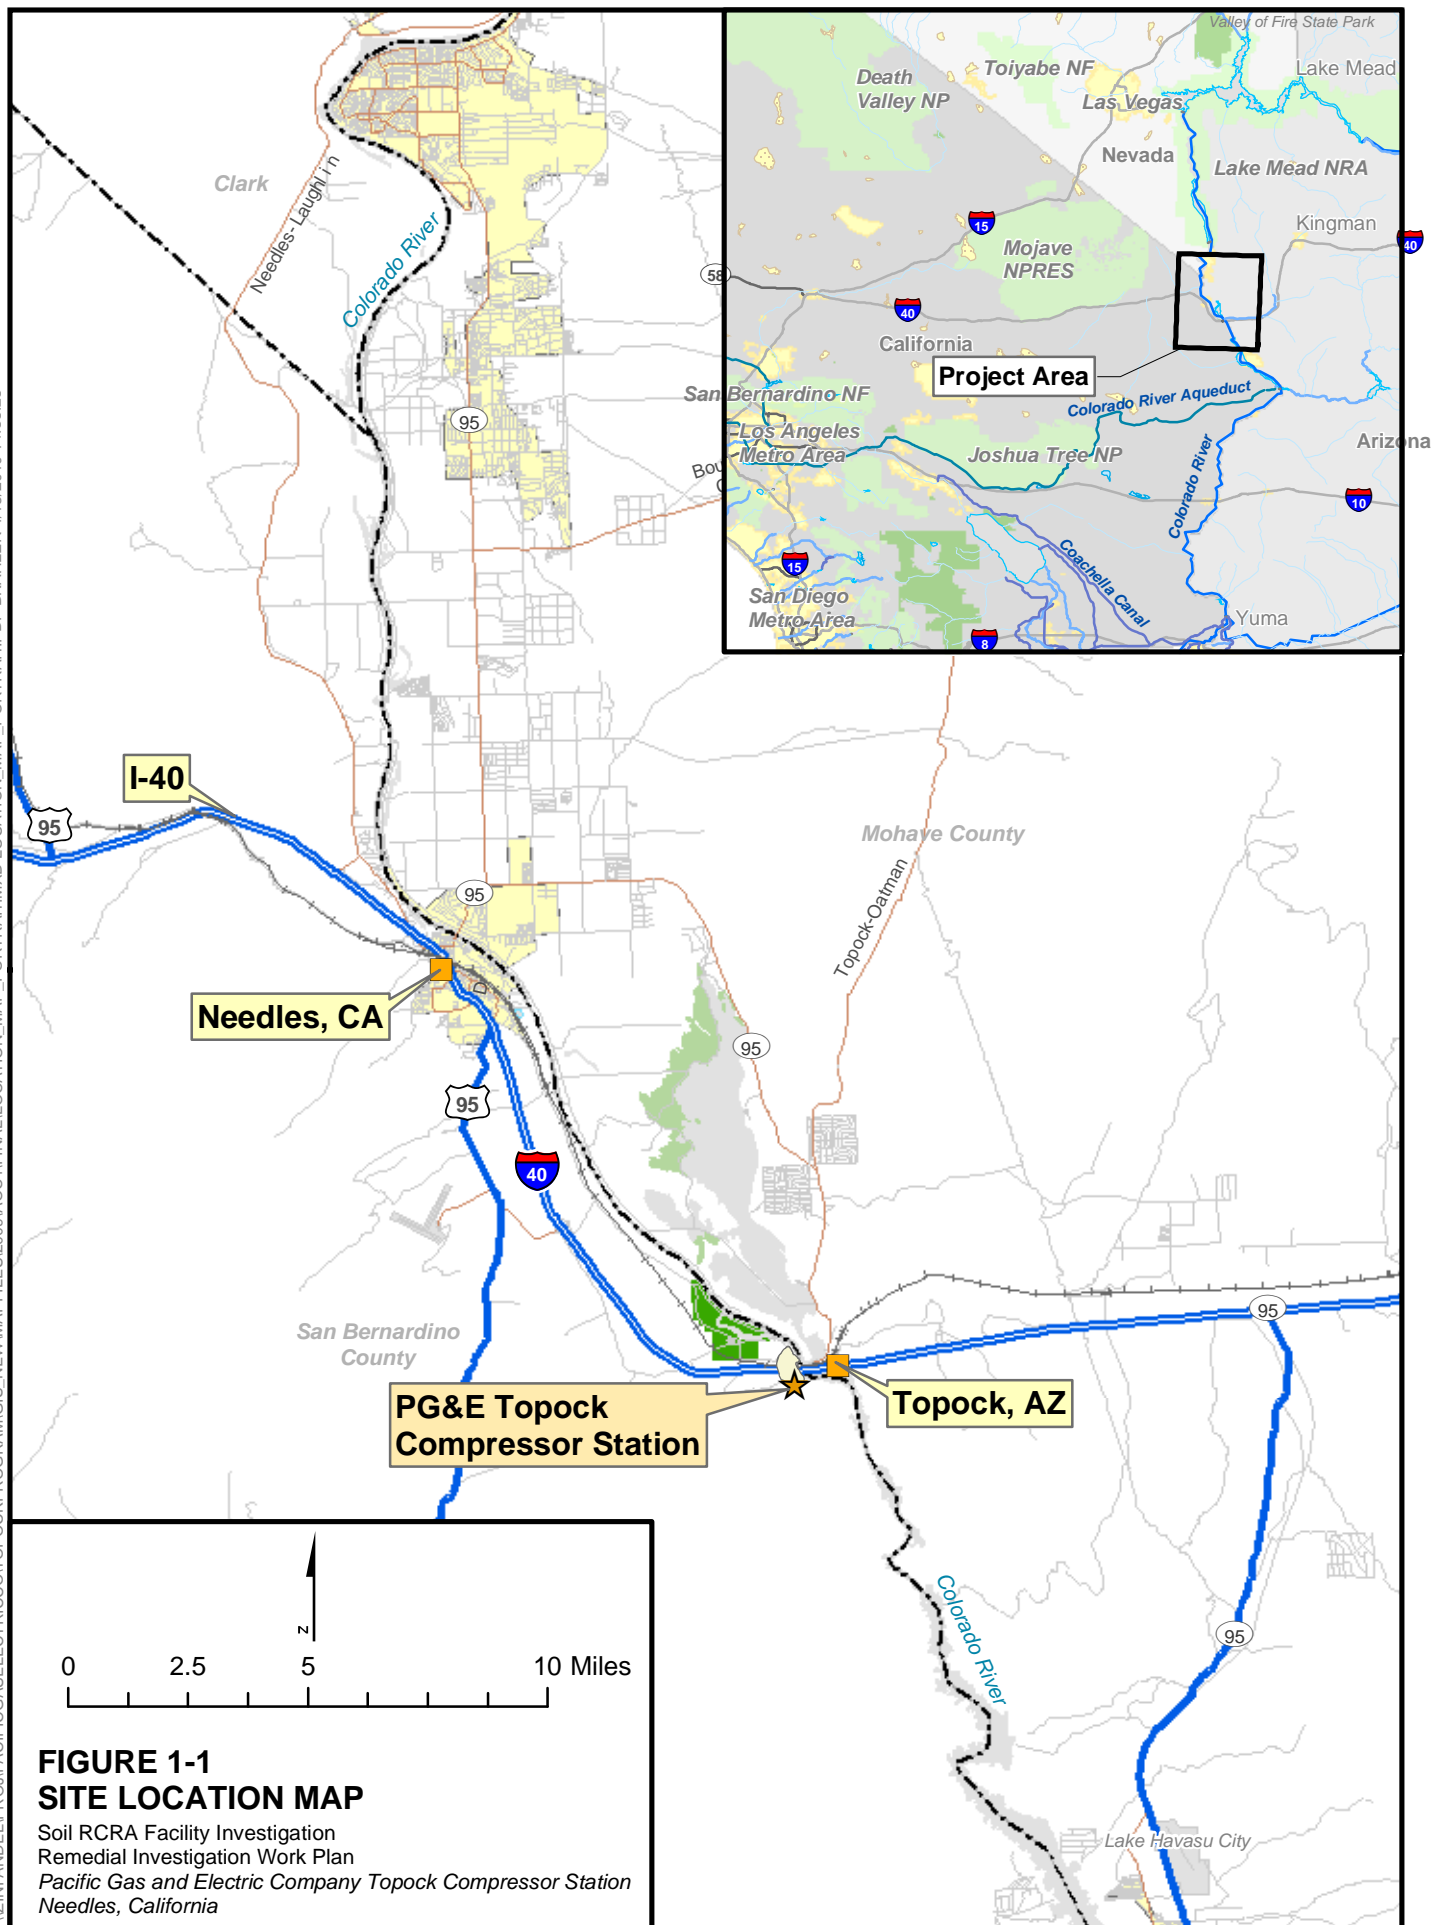 Valley of Fire State Park
Death
Valley NP
Toiyabe NF
Lake Mead
Las Vegas
Nevada
Lake Mead NRA
Clark
Needles-Laughlin
Colorado River
15
Kingman
40
Mojave
NPRES
58
40
California
Project Area
San Bernardino NF
Colorado River Aqueduct
Los Angeles
Metro Area
Joshua Tree NP
Arizona
95
Bou
Colorado River
10
15
Coachella Canal
San Diego
Metro Area
Yuma
8
I-40
95
Mohave County
Topock-Oatman
95
Needles, CA
D
95
95
40
San Bernardino
County
95
PG&E Topock
Compressor Station
Topock, AZ
Colorado River
95
Lake Havasu City
N
0 2.5 5 10 Miles
FIGURE 1-1
SITE LOCATION MAP
Soil RCRA Facility Investigation
Remedial Investigation Work Plan
Pacific Gas and Electric Company Topock Compressor Station
Needles, California